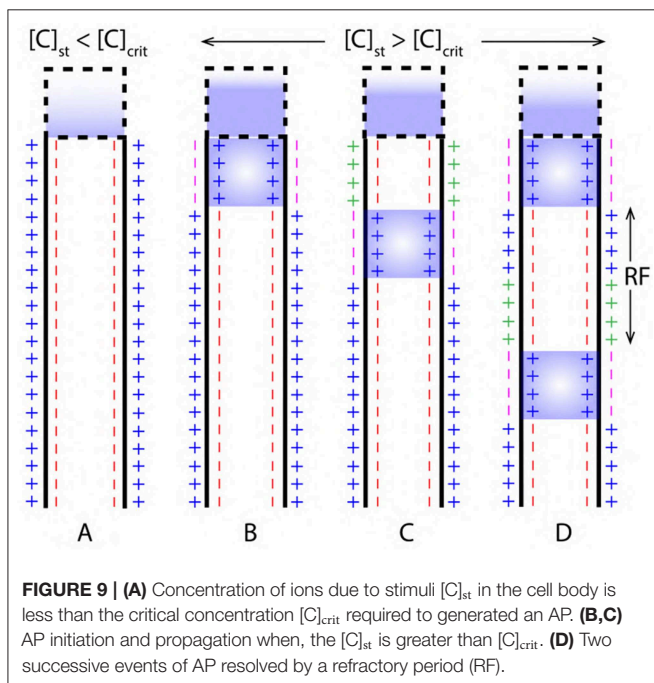 [C]st < [C]crit
[C]st > [C]crit
RF
A
B
C
D
FIGURE 9 | (A) Concentration of ions due to stimuli [C]st in the cell body is
less than the critical concentration [C]crit required to generated an AP. (B,C)
AP initiation and propagation when, the [C]st is greater than [C]crit. (D) Two
successive events of AP resolved by a refractory period (RF).